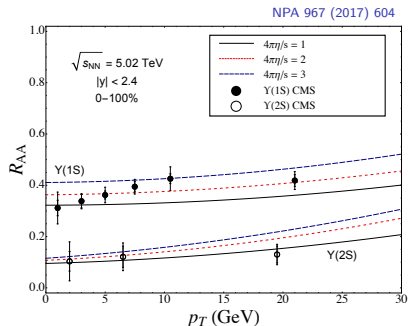 NPA 967 (2017) 604
√sNN = 5.02 TeV
|y| < 2.4
0–100%
4πη/s = 1
4πη/s = 2
4πη/s = 3
Υ(1S) CMS
Υ(2S) CMS
Υ(1S)
Υ(2S)
RAA
1.0
0.8
0.6
0.4
0.2
0.0
0 5 10 15 20 25 30
pT (GeV)